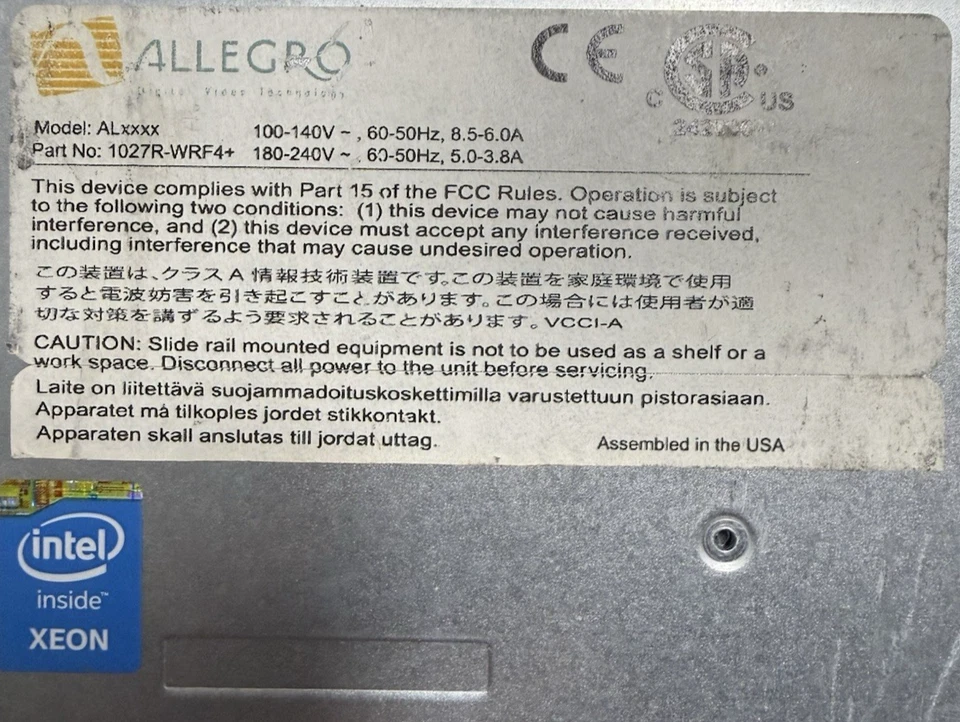 ALLEGRO
Digital Video Technology
CE
C US
Model: ALxxxx 100-140V ~ , 60-50Hz, 8.5-6.0A
Part No: 1027R-WRF4+ 180-240V ~ , 60-50Hz, 5.0-3.8A
This device complies with Part 15 of the FCC Rules. Operation is subject
to the following two conditions: (1) this device may not cause harmful
interference, and (2) this device must accept any interference received,
including interference that may cause undesired operation.
この装置は、クラスA情報技術装置です。この装置を家庭環境で使用
すると電波妨害を引き起こすことがあります。この場合には使用者が適
切な対策を講ずるよう要求されることがあります。VCCI-A
CAUTION: Slide rail mounted equipment is not to be used as a shelf or a
work space. Disconnect all power to the unit before servicing.
Laite on liitettävä suojammadoituskoskettimilla varustettuun pistorasiaan.
Apparatet må tilkoples jordet stikkontakt.
Apparaten skall anslutas till jordat uttag.
Assembled in the USA
intel
inside™
XEON